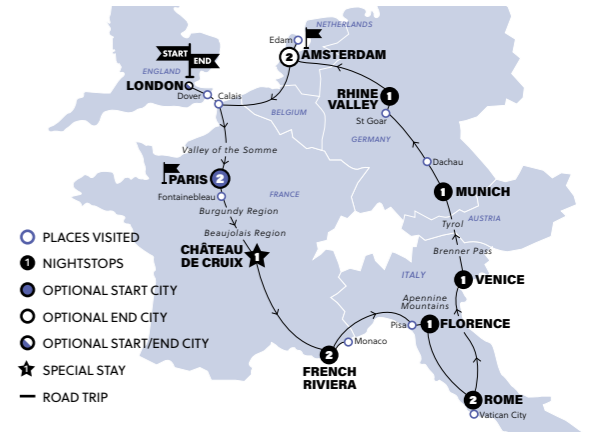 NETHERLANDS
Edam
2
AMSTERDAM
START
END
ENGLAND
LONDON
Dover
Calais
RHINE
VALLEY
1
St Goar
BELGIUM
GERMANY
Valley of the Somme
Dachau
PARIS
2
1
MUNICH
Fontainebleau
FRANCE
Burgundy Region
AUSTRIA
Tyrol
Beaujolais Region
CHÂTEAU
DE CRUIX
1
Brenner Pass
ITALY
1
VENICE
Apennine
Mountains
Pisa
1
FLORENCE
Monaco
2
FRENCH
RIVIERA
2
ROME
Vatican City
PLACES VISITED
1
NIGHTSTOPS
OPTIONAL START CITY
OPTIONAL END CITY
OPTIONAL START/END CITY
1
SPECIAL STAY
ROAD TRIP